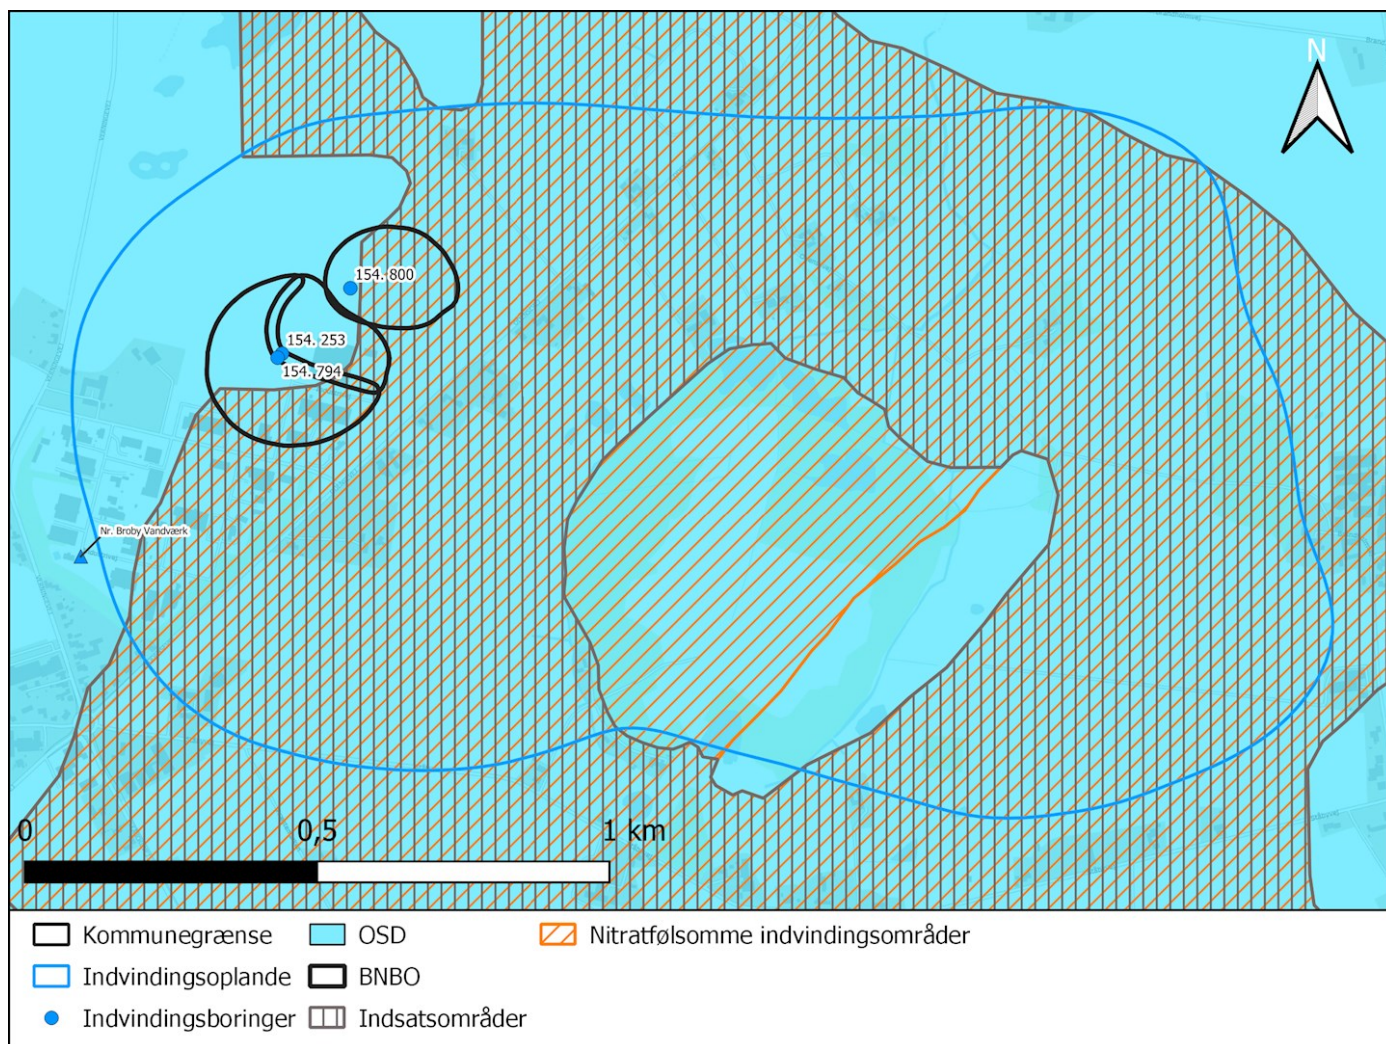 N
154. 800
154. 253
154. 794
Nr. Broby Vandværk
0 0,5 1 km
Kommunegrænse OSD Nitratfølsomme indvindingsområder
Indvindingsoplande BNBO
Indvindingsboringer Indsatsområder